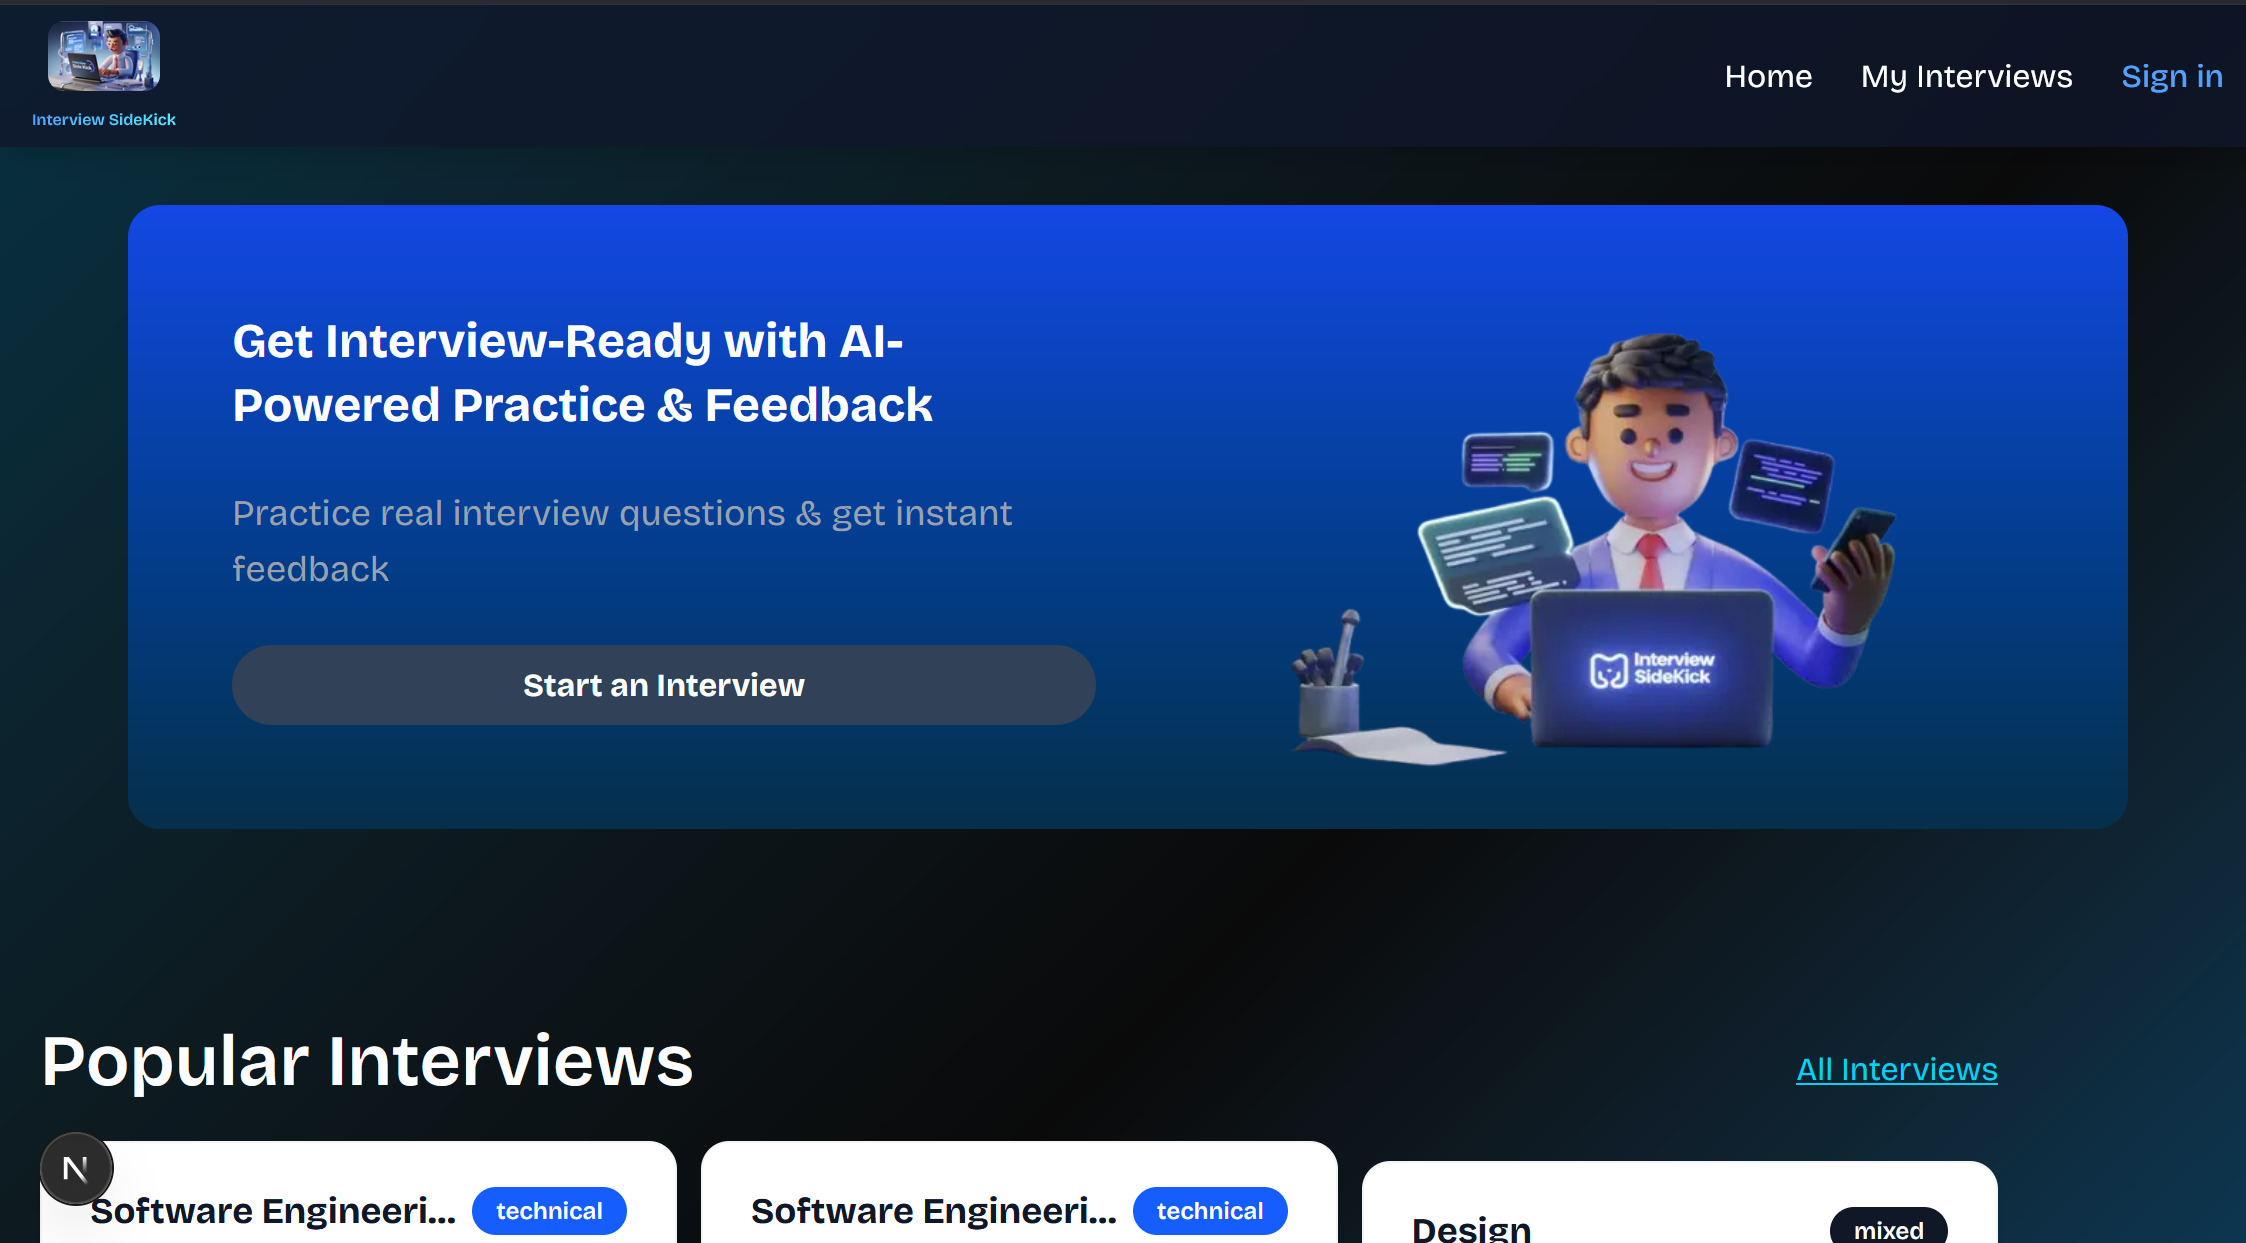 Interview SideKick
Home
My Interviews
Sign in
Get Interview-Ready with AI-
Powered Practice & Feedback
Practice real interview questions & get instant
feedback
Start an Interview
Interview
SideKick
Popular Interviews
All Interviews
N
Software Engineeri...
technical
Software Engineeri...
technical
Design
mixed